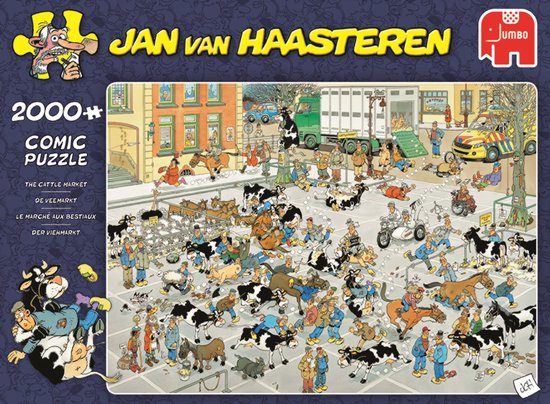 JAN VAN HAASTEREN
JUMBO
2000
COMIC
PUZZLE
THE CATTLE MARKET
DE VEEMARKT
LE MARCHÉ AUX BESTIAUX
DER VIEHMARKT